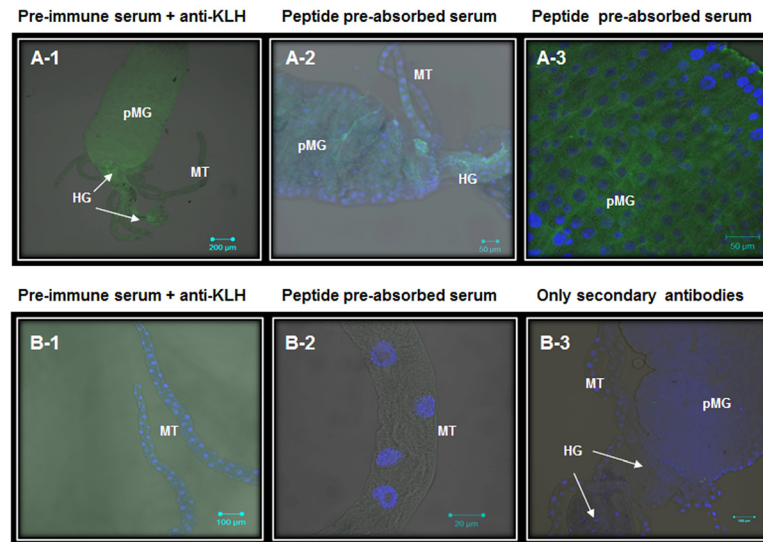 Pre-immune serum + anti-KLH
Peptide pre-absorbed serum
Peptide pre-absorbed serum
A-1
pMG
MT
HG
200 µm
A-2
MT
pMG
HG
50 µm
A-3
pMG
50 µm
Pre-immune serum + anti-KLH
Peptide pre-absorbed serum
Only secondary antibodies
B-1
MT
100 µm
B-2
MT
20 µm
B-3
MT
pMG
HG